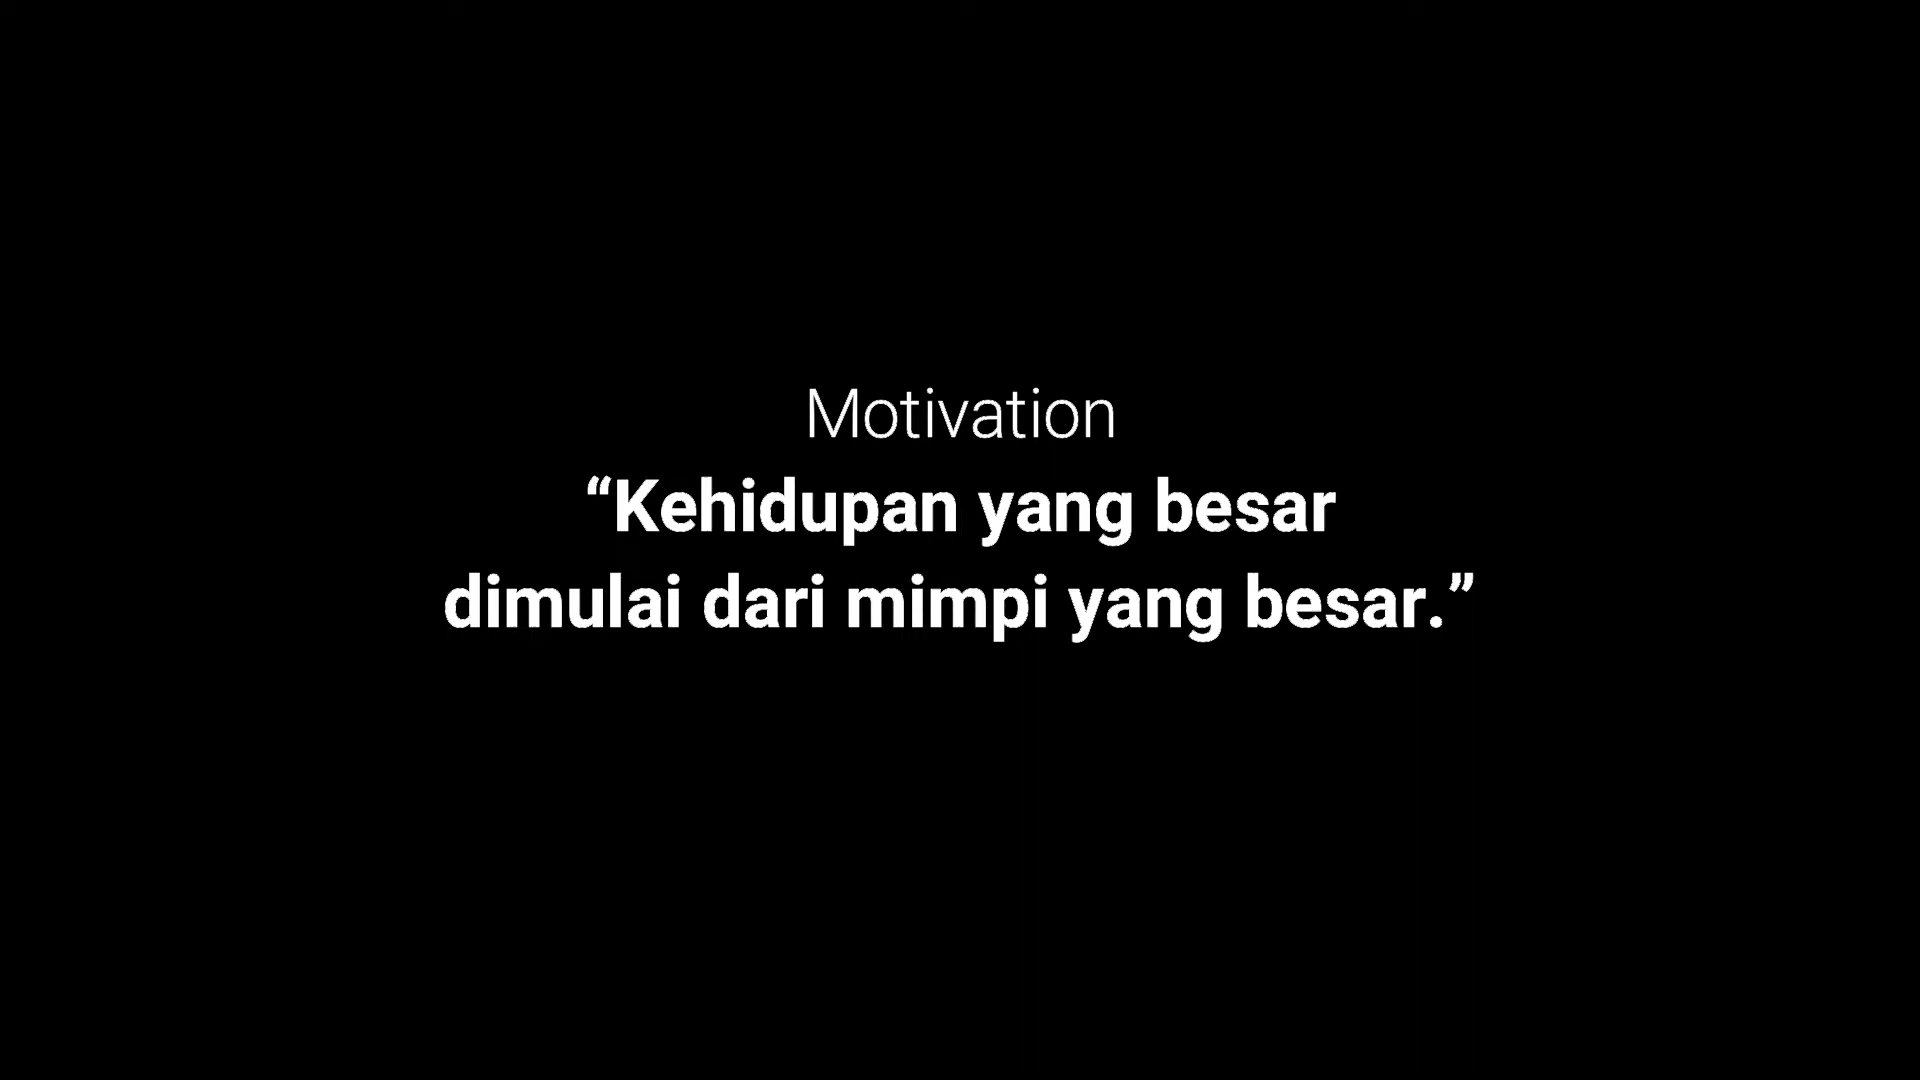 Motivation
“Kehidupan yang besar
dimulai dari mimpi yang besar.”